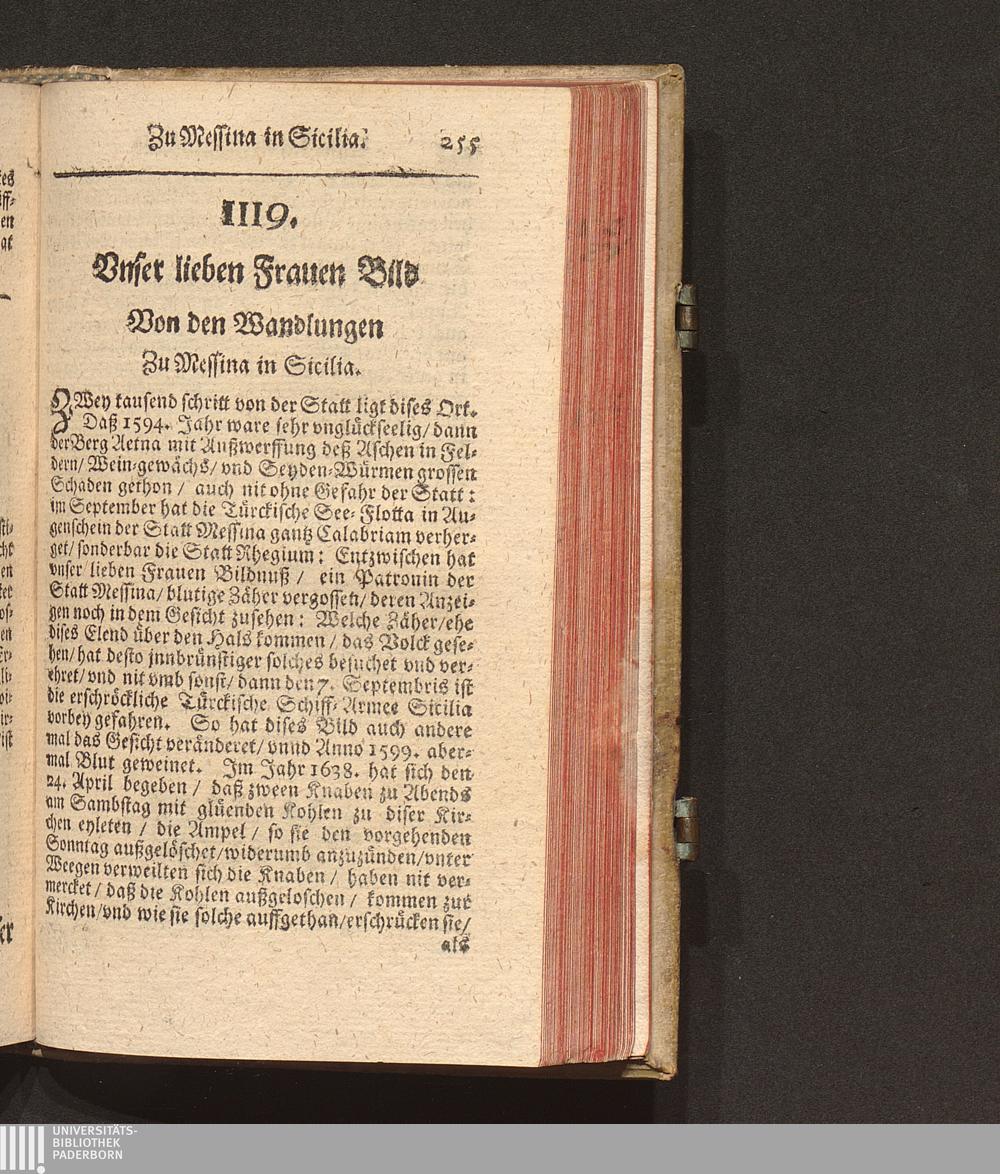 Zu Messina in Sicilia. 255
1119.
Vnser lieben Frauen Bild
Von den Wandlungen
Zu Messina in Sicilia.
ZWey tausend schritt von der Statt ligt dises Ort.
Daß 1594. Jahr ware sehr vnglückseelig/ dann
der Berg Aetna mit Außwerffung deß Aschen in Fel-
dern/ Wein-gewächs/ vnd Seyden-Würmen grossen
Schaden gethon / auch nit ohne Gefahr der Statt :
im September hat die Türckische See-Flotta in Au-
genschein der Statt Messina gantz Calabriam verher-
get/ sonderbar die Statt Rhegium : Entzwischen hat
vnser lieben Frauen Bildnuß / ein Patronin der
Statt Messina/ blutige Zäher vergossen/ deren Anzei-
gen noch in dem Gesicht zusehen : Welche Zäher/ ehe
dises Elend über den Hals kommen / das Volck gese-
hen/ hat desto jnnbrünstiger solches besuchet vnd ver-
ehret/ vnd nit vmb sonst/ dann den 7. Septembris ist
die erschröckliche Türckische Schiff-Armee Sicilia
vorbey gefahren. So hat dises Bild auch andere
mal das Gesicht veränderet/ vnnd Anno 1599. aber-
mal Blut geweinet. Im Jahr 1638. hat sich den
24. April begeben / daß zween Knaben zu Abends
am Sambstag mit glüenden Kohlen zu diser Kir-
chen eyleten / die Ampel / so sie den vorgehenden
Sonntag außgelöschet/ widerumb anzuzünden/ vnter
Weegen verweilten sich die Knaben / haben nit ver-
mercket / daß die Kohlen außgeloschen / kommen zur
Kirchen/ vnd wie sie solche auffgethan/ erschrücken sie/
als
UNIVERSITÄTS-
BIBLIOTHEK
PADERBORN